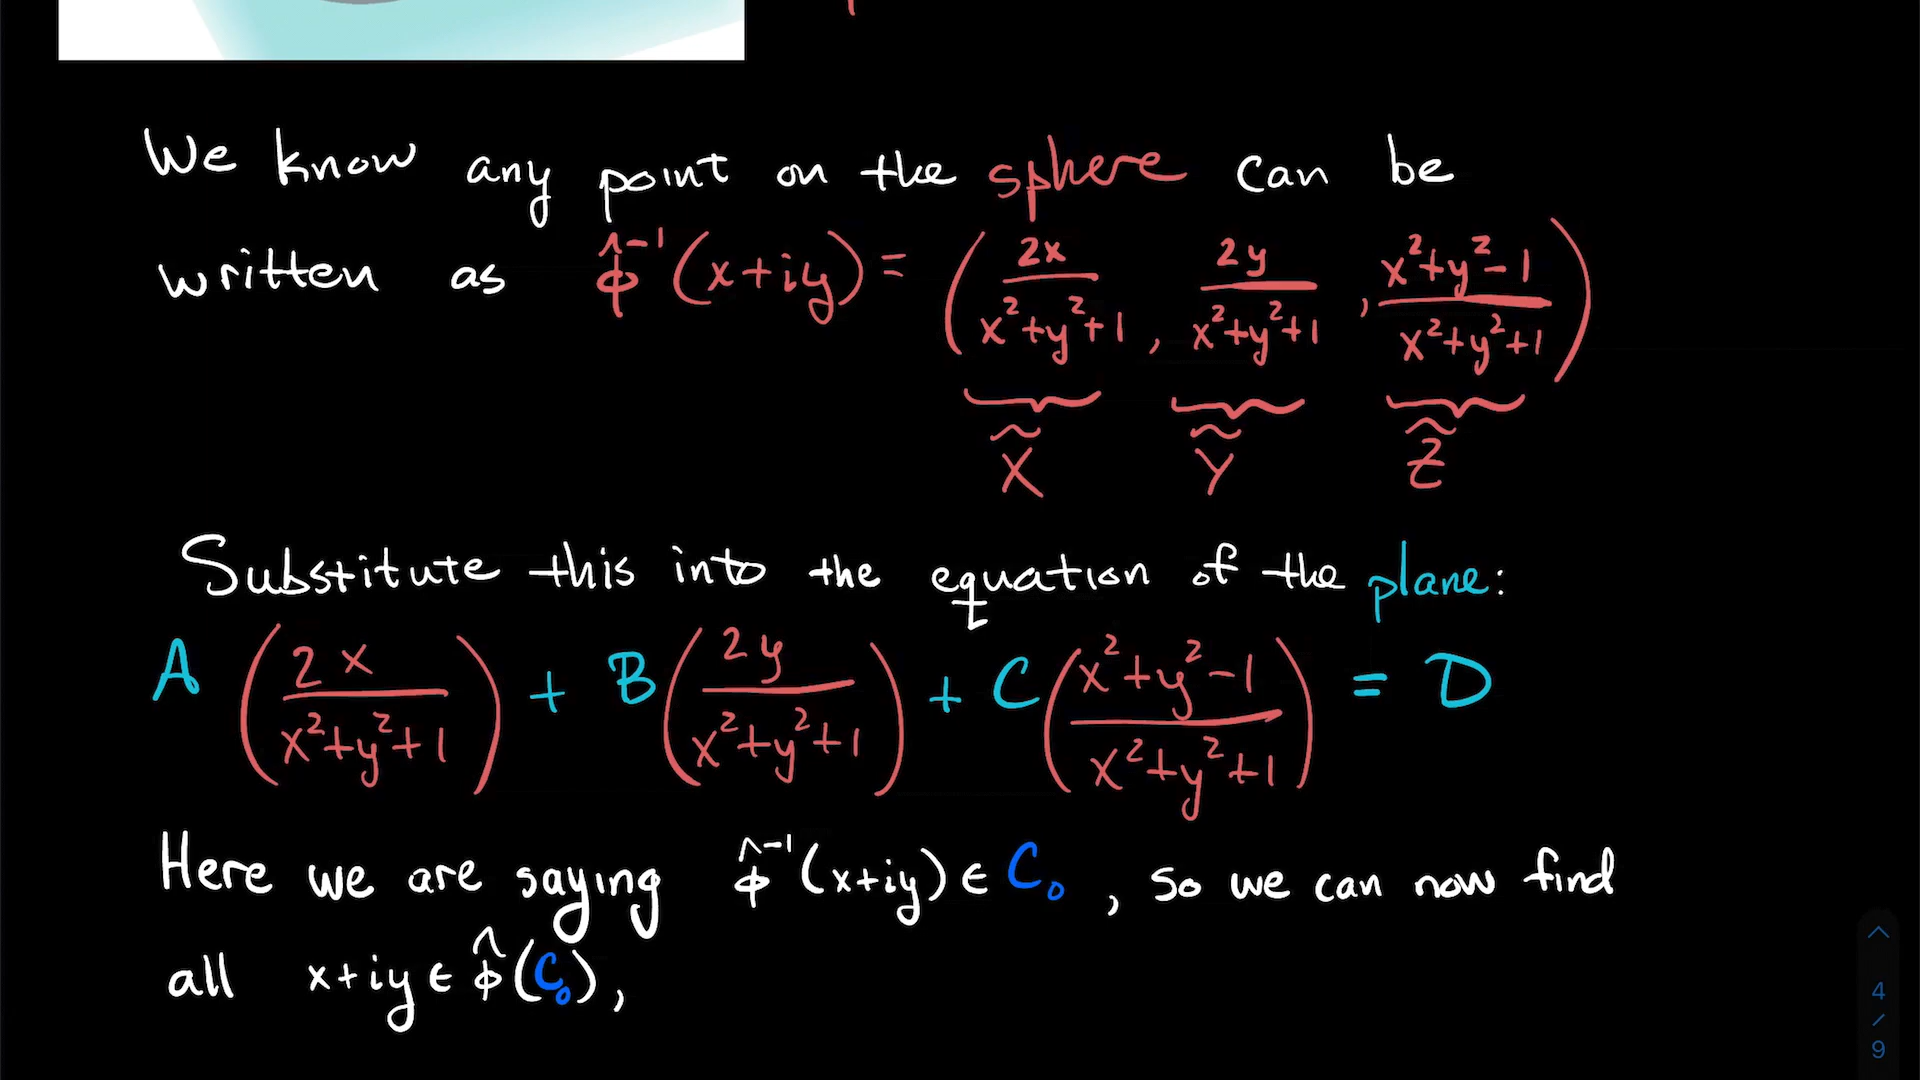 We know any point on the sphere can be
written as φ̂⁻¹(x+iy) = (2x/(x²+y²+1), 2y/(x²+y²+1), (x²+y²-1)/(x²+y²+1))
X̃ Ỹ Z̃
Substitute this into the equation of the plane:
A (2x/(x²+y²+1)) + B (2y/(x²+y²+1)) + C ((x²+y²-1)/(x²+y²+1)) = D
Here we are saying φ̂⁻¹(x+iy) ∈ C₀, so we can now find
all x+iy ∈ φ̂(C₀),
4
/
9